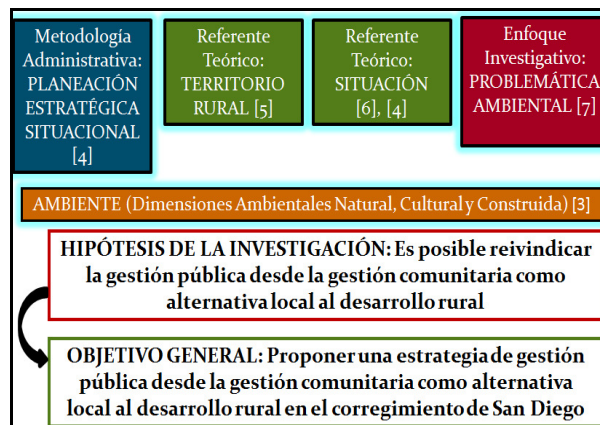 Metodología
Administrativa:
PLANEACIÓN
ESTRATÉGICA
SITUACIONAL
[4]
Referente
Teórico:
TERRITORIO
RURAL [5]
Referente
Teórico:
SITUACIÓN
[6], [4]
Enfoque
Investigativo:
PROBLEMÁTICA
AMBIENTAL [7]
AMBIENTE (Dimensiones Ambientales Natural, Cultural y Construida) [3]
HIPÓTESIS DE LA INVESTIGACIÓN: Es posible reivindicar
la gestión pública desde la gestión comunitaria como
alternativa local al desarrollo rural
OBJETIVO GENERAL: Proponer una estrategia de gestión
pública desde la gestión comunitaria como alternativa
local al desarrollo rural en el corregimiento de San Diego